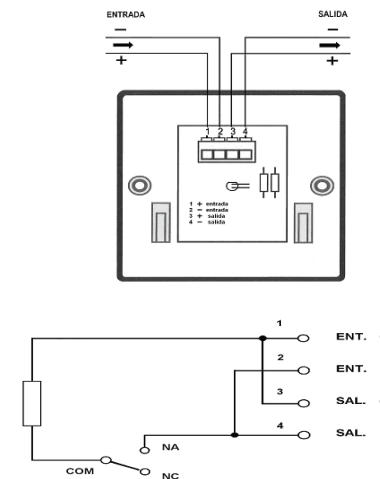 ENTRADA SALIDA
− −
+ +
1 2 3 4
1 + entrada
2 − entrada
3 + salida
4 − salida
1 ENT.
2 ENT.
3 SAL.
4 SAL.
NA
COM
NC